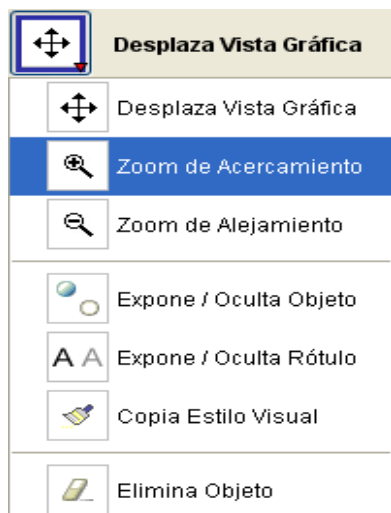 Desplaza Vista Gráfica
Desplaza Vista Gráfica
Zoom de Acercamiento
Zoom de Alejamiento
Expone / Oculta Objeto
A A Expone / Oculta Rótulo
Copia Estilo Visual
Elimina Objeto